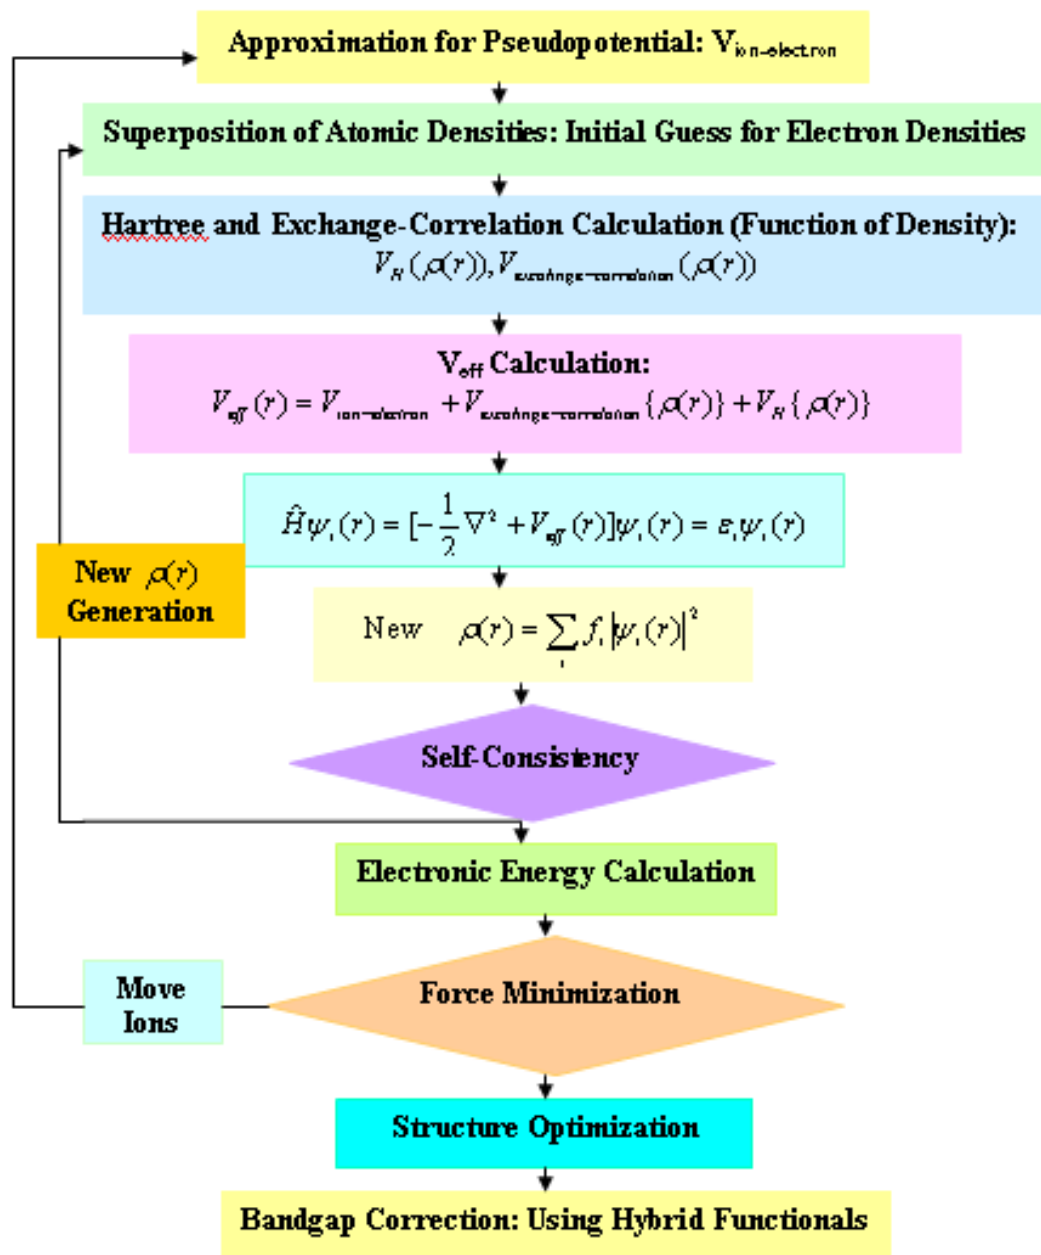 Approximation for Pseudopotential: V_ion-electron
Superposition of Atomic Densities: Initial Guess for Electron Densities
Hartree and Exchange-Correlation Calculation (Function of Density):
V_H(ρ(r)), V_exchange-correlation(ρ(r))
V_eff Calculation:
V_eff(r) = V_ion-electron + V_exchange-correlation{ρ(r)} + V_H{ρ(r)}
Ĥψ_i(r) = [-1/2 ∇² + V_eff(r)]ψ_i(r) = ε_iψ_i(r)
New ρ(r)
Generation
New ρ(r) = ∑_i f_i|ψ_i(r)|²
Self-Consistency
Electronic Energy Calculation
Force Minimization
Move
Ions
Structure Optimization
Bandgap Correction: Using Hybrid Functionals